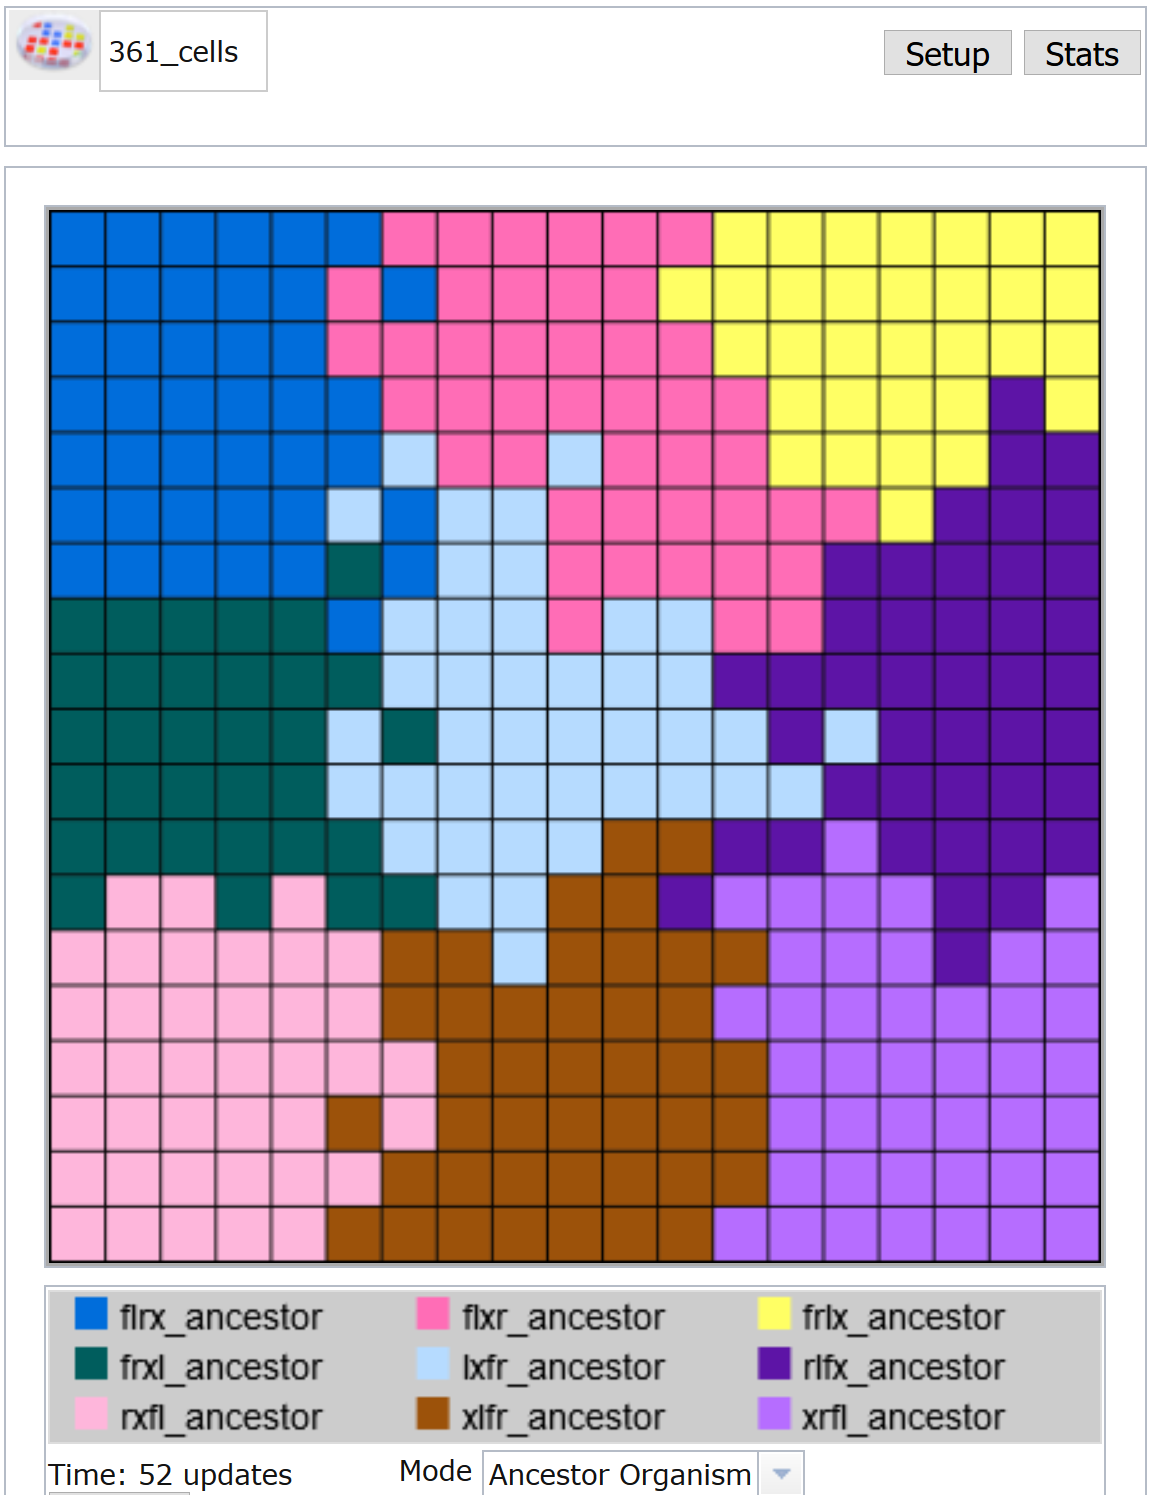 361_cells
Setup Stats
flrx_ancestor flxr_ancestor frlx_ancestor
frxl_ancestor lxfr_ancestor rlfx_ancestor
rxfl_ancestor xlfr_ancestor xrfl_ancestor
Time: 52 updates Mode Ancestor Organism